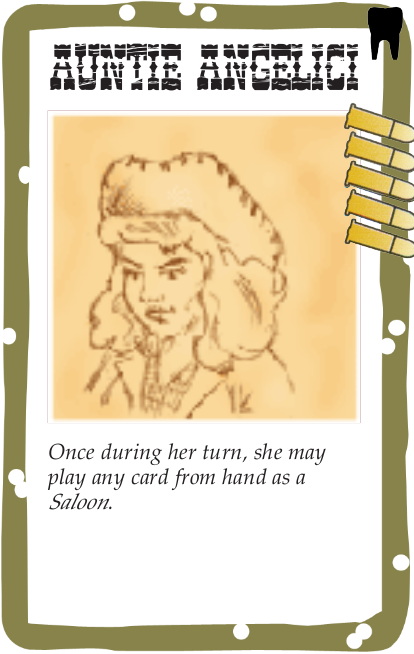 AUNTIE ANGELICI
Once during her turn, she may
play any card from hand as a
Saloon.